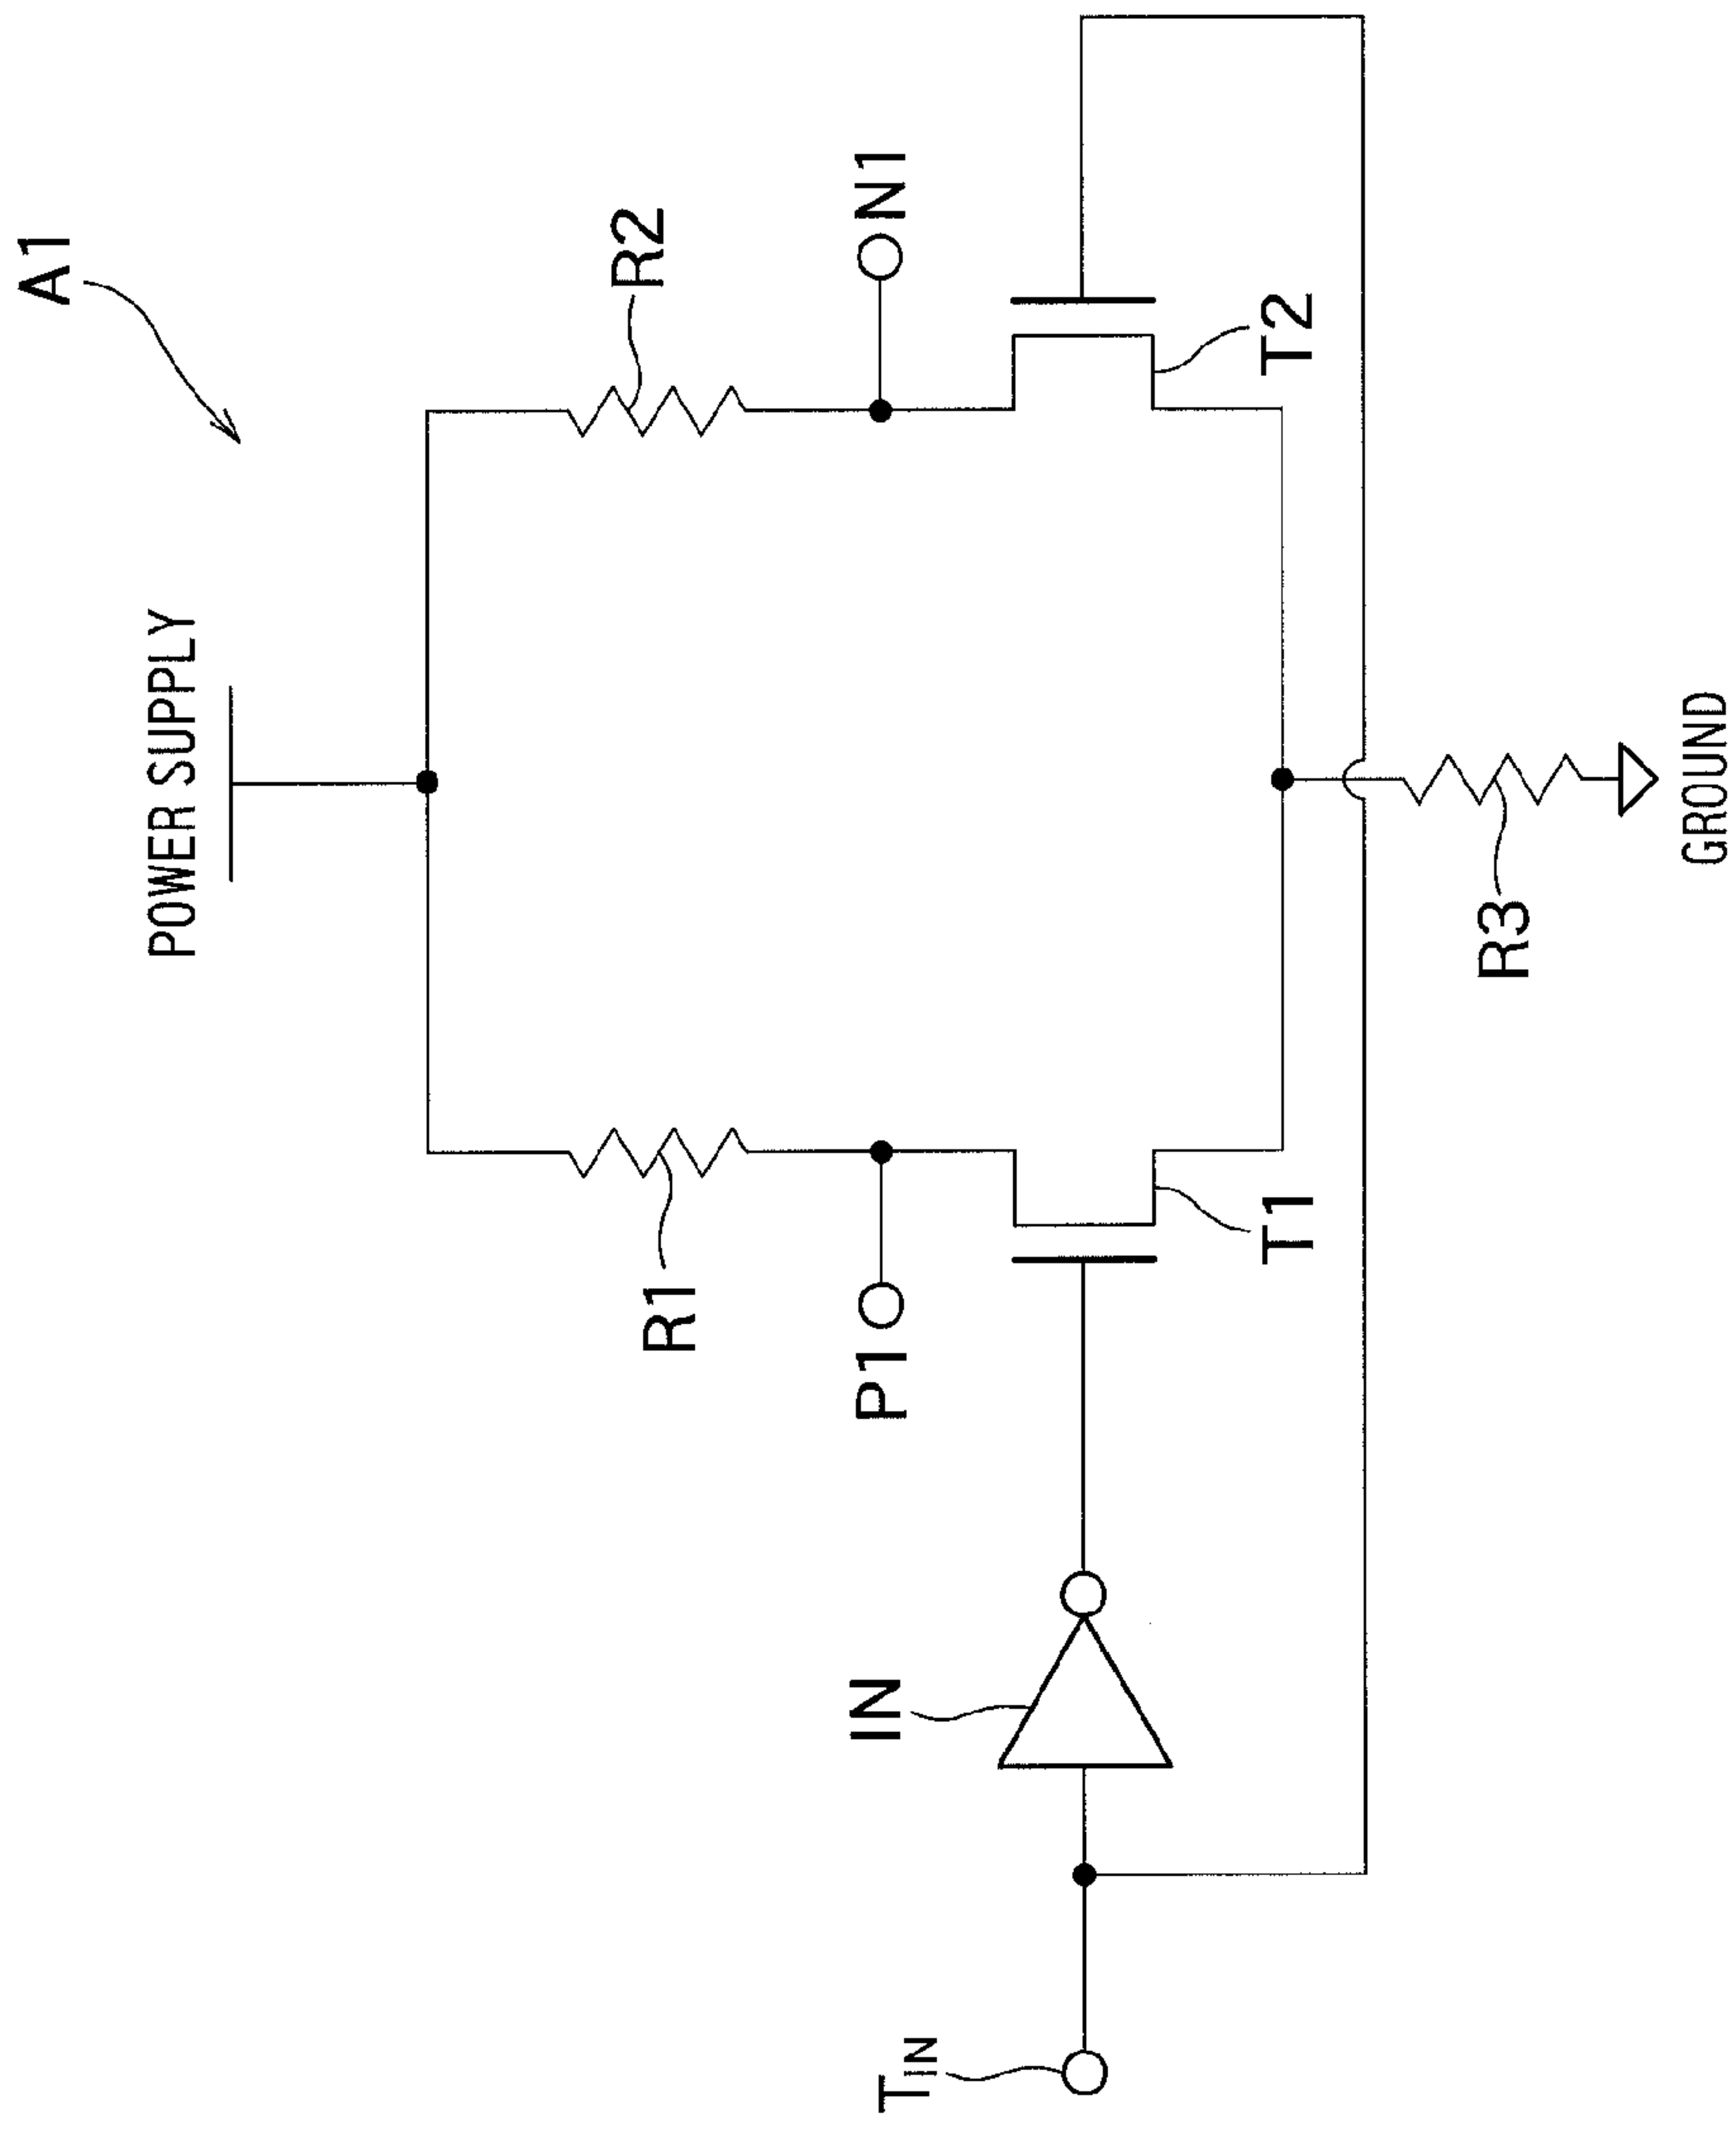 A1
POWER SUPPLY
R1
R2
P1
N1
IN
TIN
T1
T2
R3
GROUND